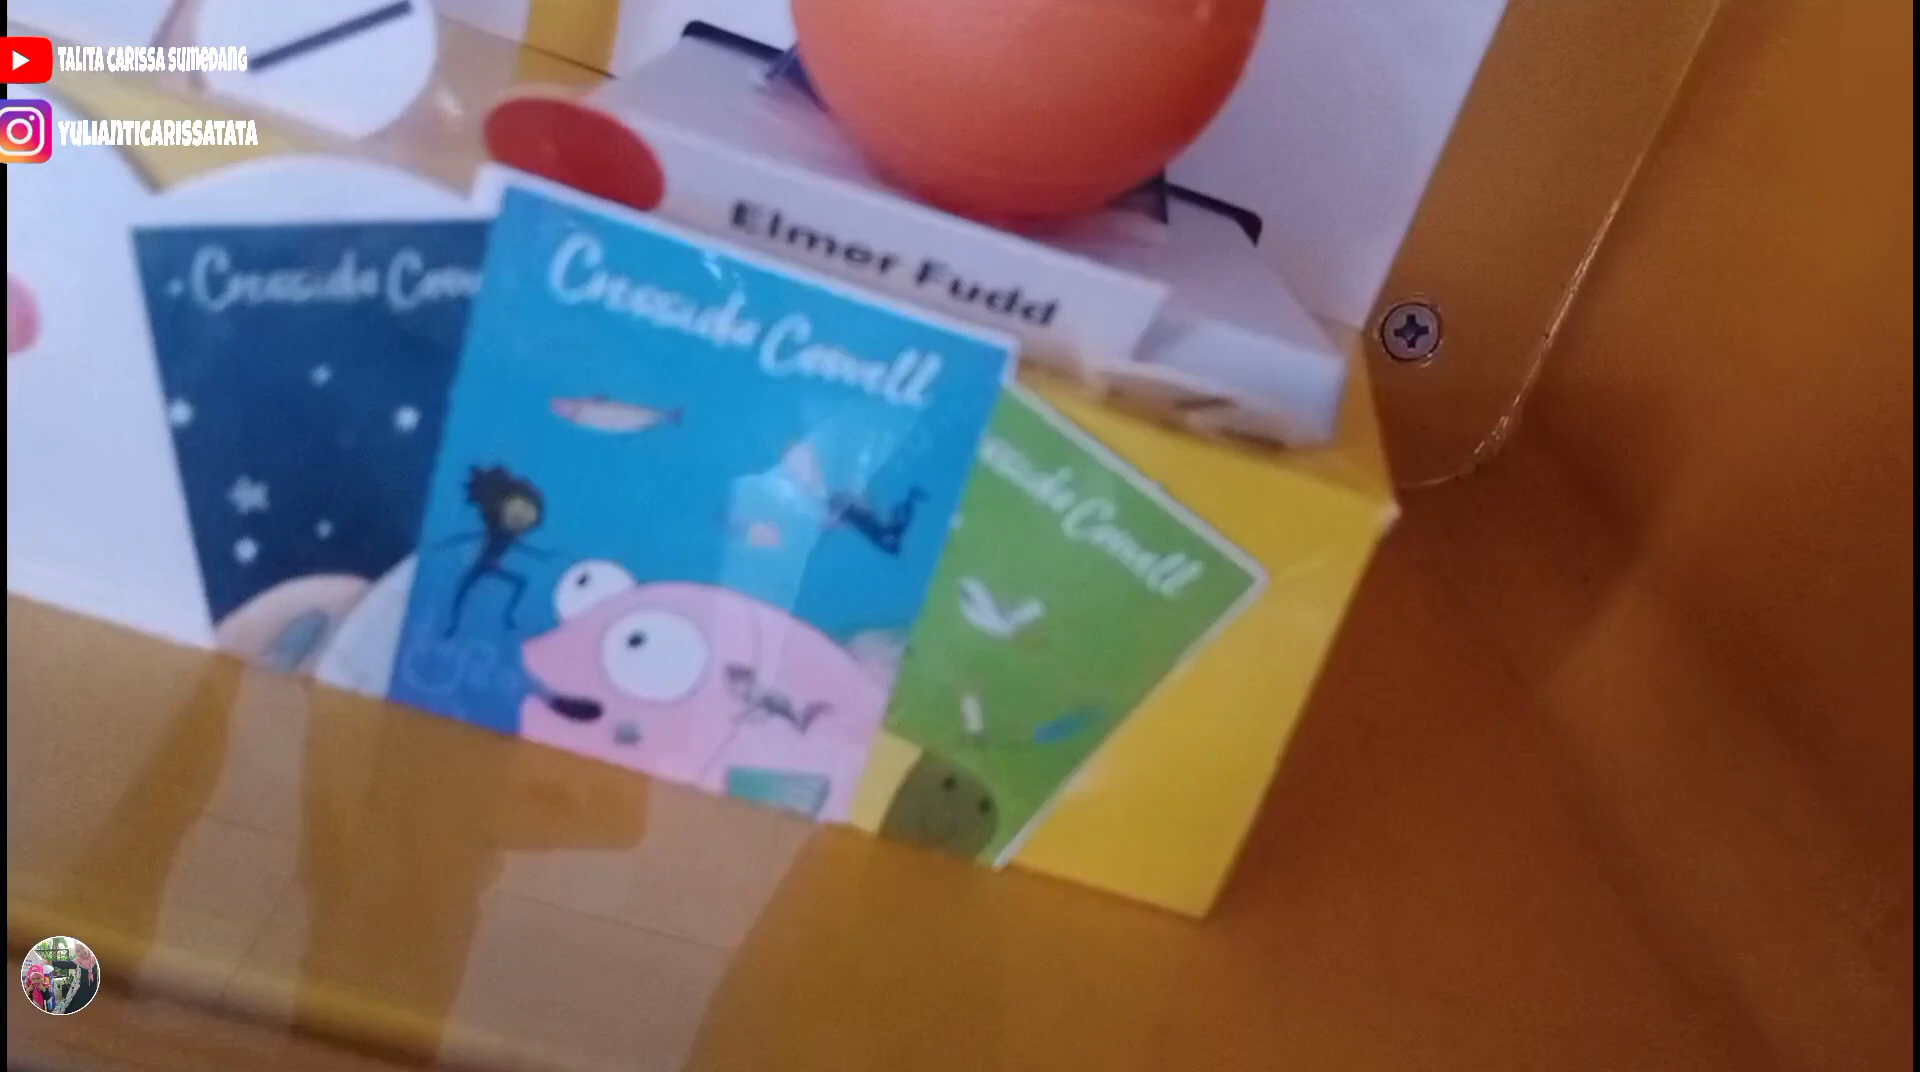 TALITA CARISSA SUMEDANG
YULIANTICARISSATATA
Elmer Fudd
Cressida Cowell
Cressida Cowell
Cressida Cowell